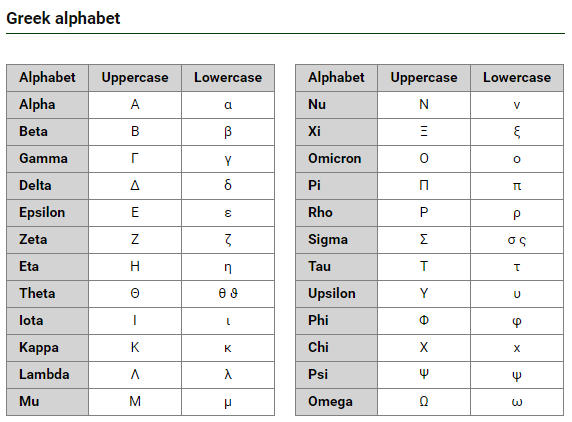 Greek alphabet
Alphabet Uppercase Lowercase
Alpha Α α
Beta Β β
Gamma Γ γ
Delta Δ δ
Epsilon Ε ε
Zeta Ζ ζ
Eta Η η
Theta Θ θ ϑ
Iota Ι ι
Kappa Κ κ
Lambda Λ λ
Mu Μ μ
Alphabet Uppercase Lowercase
Nu Ν ν
Xi Ξ ξ
Omicron Ο ο
Pi Π π
Rho Ρ ρ
Sigma Σ σ ς
Tau Τ τ
Upsilon Υ υ
Phi Φ φ
Chi Χ χ
Psi Ψ ψ
Omega Ω ω